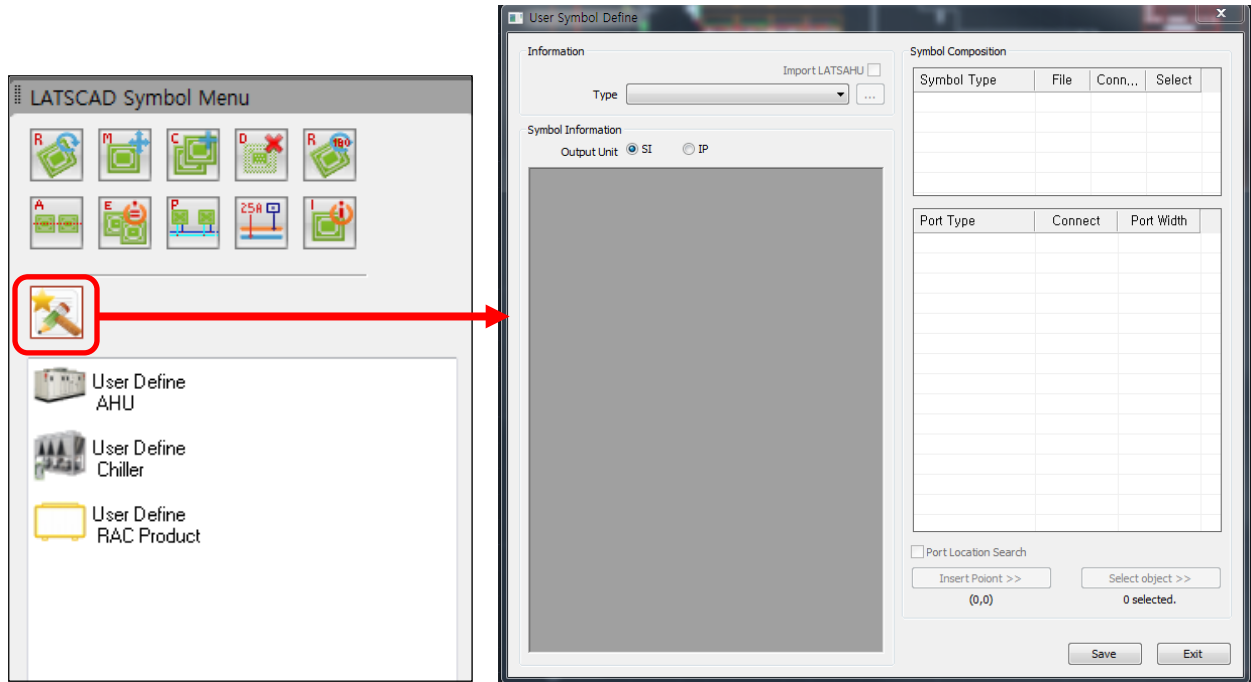 LATSCAD Symbol Menu
R M C D R 180
A E P 25A I
User Define
AHU
User Define
Chiller
User Define
RAC Product
User Symbol Define
x
Information
Import LATSAHU
Type
...
Symbol Information
Output Unit SI IP
Symbol Composition
Symbol Type File Conn,,, Select
Port Type Connect Port Width
Port Location Search
Insert Poiont >> Select object >>
(0,0) 0 selected.
Save Exit